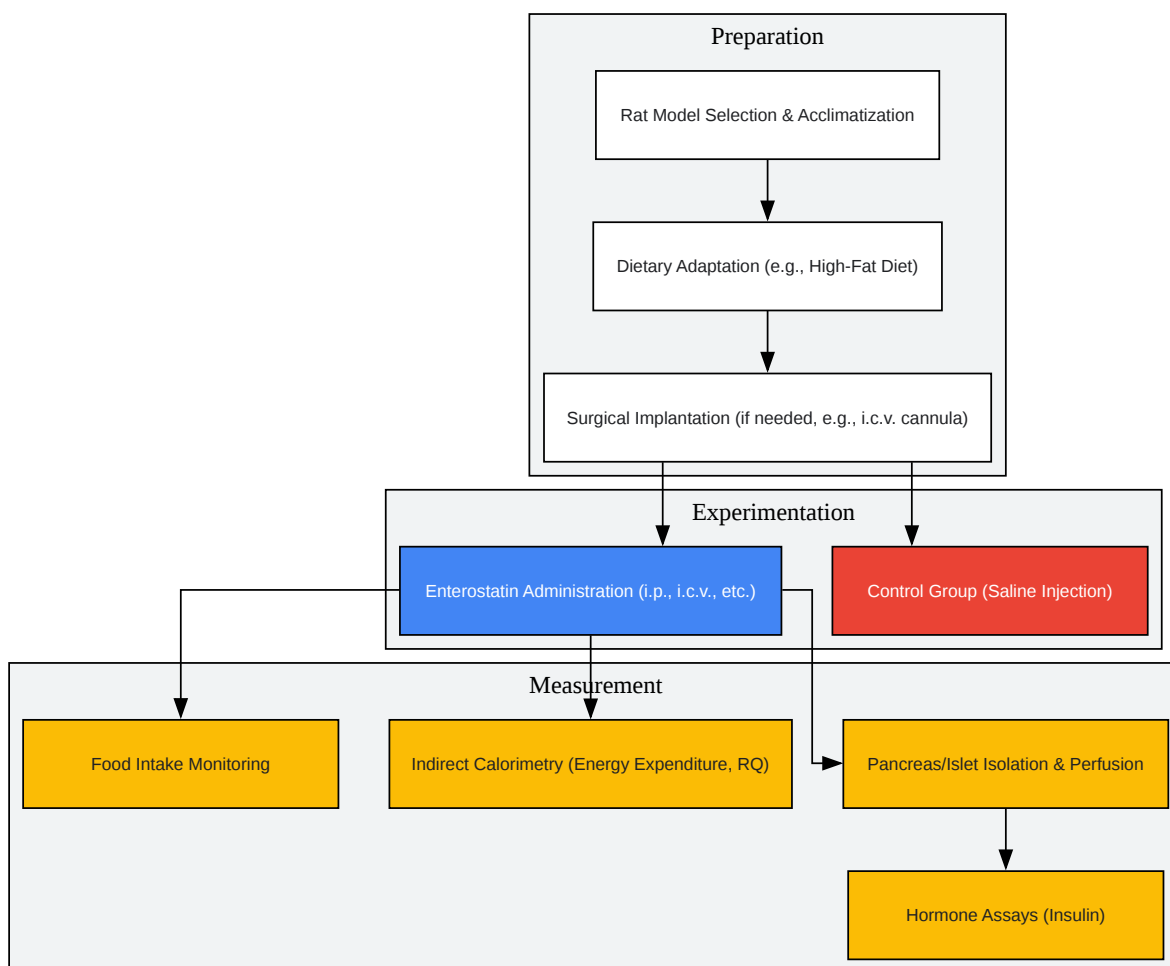 Preparation
Rat Model Selection & Acclimatization
Dietary Adaptation (e.g., High-Fat Diet)
Surgical Implantation (if needed, e.g., i.c.v. cannula)
Experimentation
Enterostatin Administration (i.p., i.c.v., etc.)
Control Group (Saline Injection)
Measurement
Food Intake Monitoring
Indirect Calorimetry (Energy Expenditure, RQ)
Pancreas/Islet Isolation & Perfusion
Hormone Assays (Insulin)